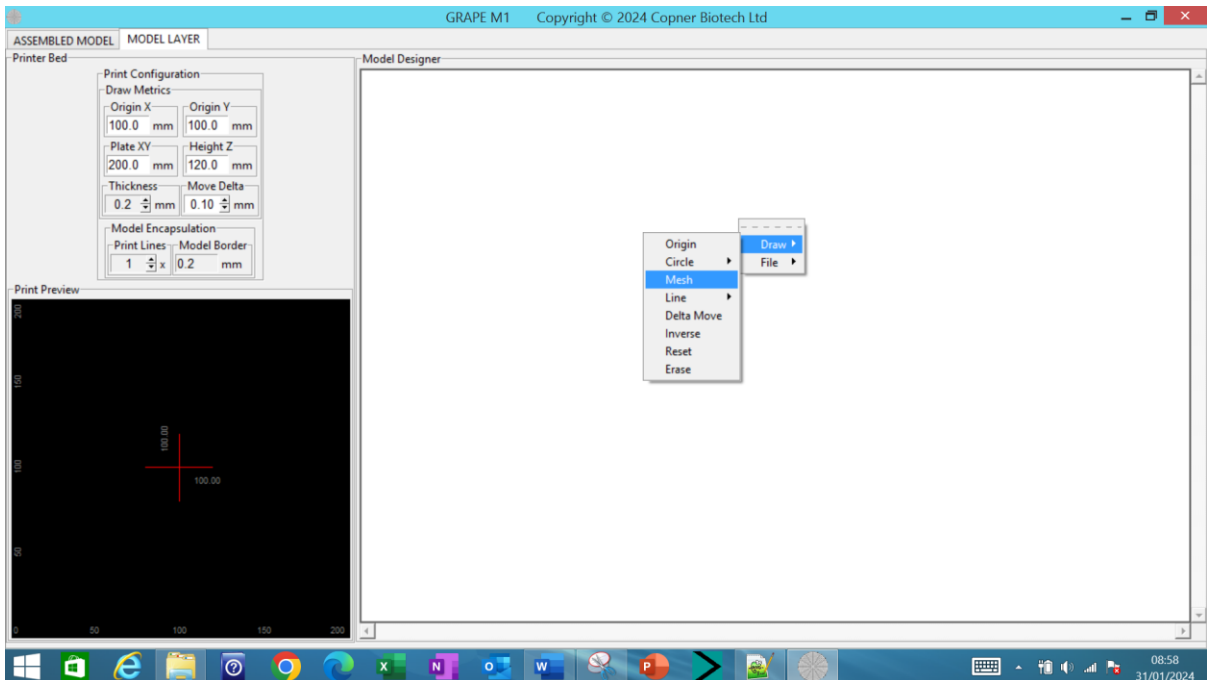 GRAPE M1 Copyright © 2024 Copner Biotech Ltd
ASSEMBLED MODEL MODEL LAYER
Printer Bed
Print Configuration
Draw Metrics
Origin X Origin Y
100.0 mm 100.0 mm
Plate XY Height Z
200.0 mm 120.0 mm
Thickness Move Delta
0.2 mm 0.10 mm
Model Encapsulation
Print Lines Model Border
1 x 0.2 mm
Print Preview
200
150
100
50
100.00
100.00
0 50 100 150 200
Model Designer
Draw
File
Origin
Circle
Mesh
Line
Delta Move
Inverse
Reset
Erase
08:58
31/01/2024